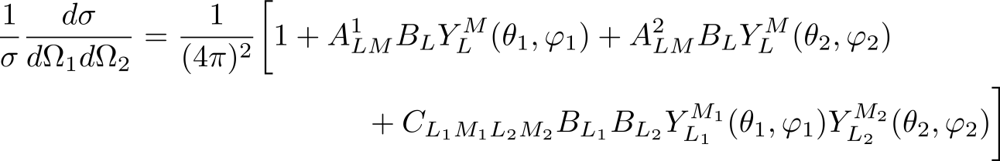 \frac{1}{\sigma} \frac{d\sigma}{d\Omega_1 d\Omega_2} = \frac{1}{(4\pi)^2} \bigg[ 1 + A^1_{LM} B_L Y_L^M(\theta_1, \varphi_1) + A^2_{LM} B_L Y_L^M(\theta_2, \varphi_2)
+ C_{L_1 M_1 L_2 M_2} B_{L_1} B_{L_2} Y_{L_1}^{M_1}(\theta_1, \varphi_1) Y_{L_2}^{M_2}(\theta_2, \varphi_2) \bigg]